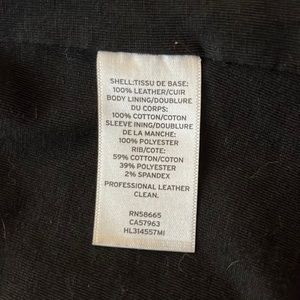 SHELL:TISSU DE BASE:
100% LEATHER/CUIR
BODY LINING/DOUBLURE
DU CORPS:
100% COTTON/COTON
SLEEVE INING/DOUBLURE
DE LA MANCHE:
100% POLYESTER
RIB/COTE:
59% COTTON/COTON
39% POLYESTER
2% SPANDEX
PROFESSIONAL LEATHER
CLEAN.
RN58665
CA57963
HL314557MI